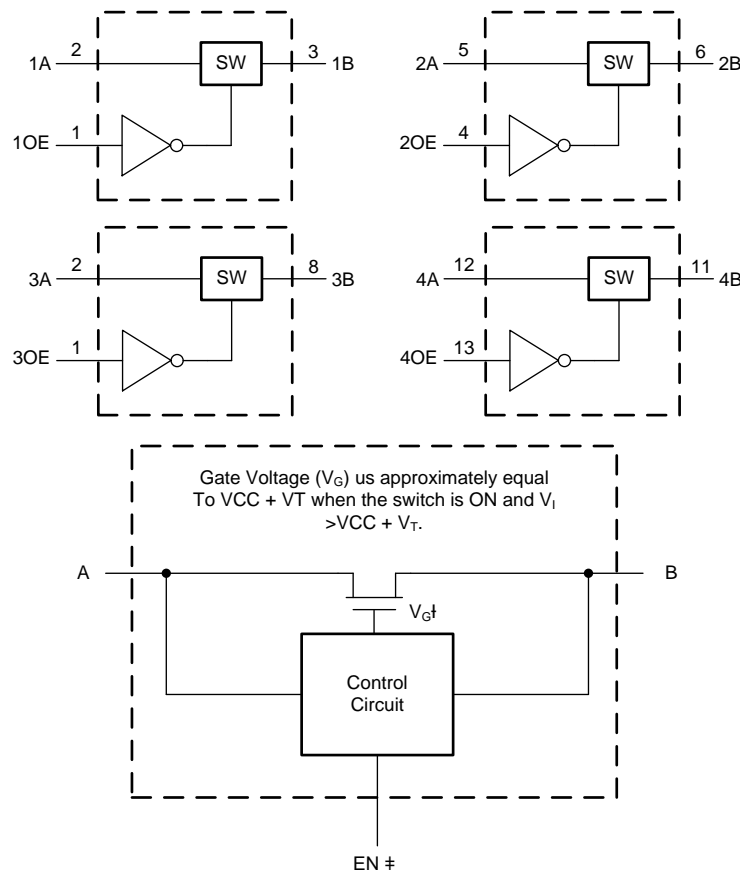 1A 2 SW 3 1B
1OE 1
2A 5 SW 6 2B
2OE 4
3A 2 SW 8 3B
3OE 1
4A 12 SW 11 4B
4OE 13
Gate Voltage (VG) us approximately equal
To VCC + VT when the switch is ON and VI
>VCC + VT.
A
B
VGƗ
Control
Circuit
EN ǂ